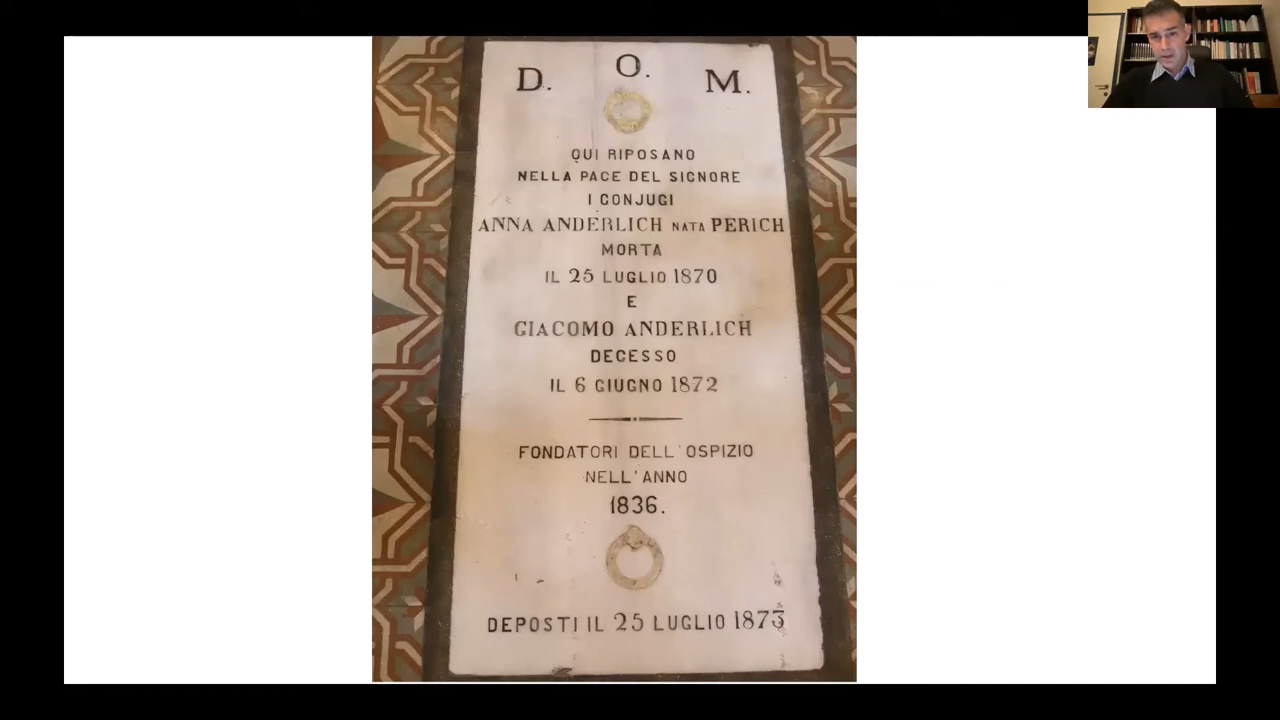 D. O. M.
QUI RIPOSANO
NELLA PACE DEL SIGNORE
I CONJUGI
ANNA ANDERLICH NATA PERICH
MORTA
IL 25 LUGLIO 1870
E
GIACOMO ANDERLICH
DECESSO
IL 6 GIUGNO 1872
FONDATORI DELL'OSPIZIO
NELL'ANNO
1836.
DEPOSTI IL 25 LUGLIO 1873